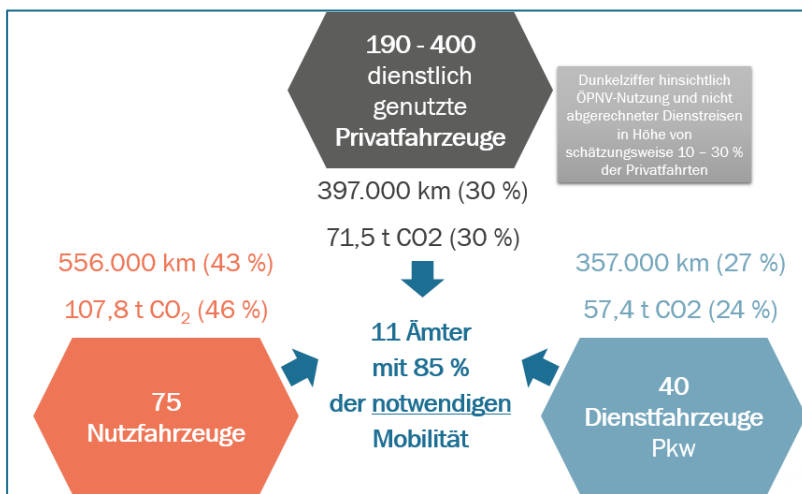 190 - 400
dienstlich
genutzte
Privatfahrzeuge
Dunkelziffer hinsichtlich
ÖPNV-Nutzung und nicht
abgerechneter Dienstreisen
in Höhe von
schätzungsweise 10 – 30 %
der Privatfahrten
397.000 km (30 %)
71,5 t CO2 (30 %)
556.000 km (43 %)
107,8 t CO₂ (46 %)
357.000 km (27 %)
57,4 t CO2 (24 %)
11 Ämter
mit 85 %
der notwendigen
Mobilität
75
Nutzfahrzeuge
40
Dienstfahrzeuge
Pkw